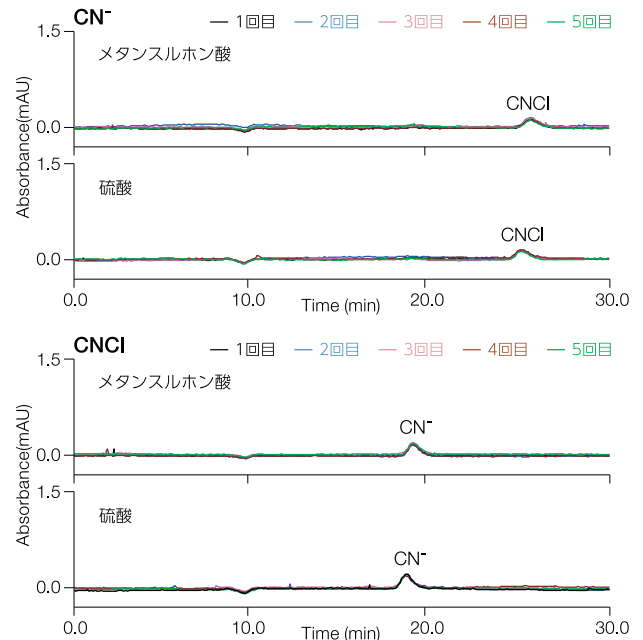 CN⁻ 1回目 2回目 3回目 4回目 5回目
メタンスルホン酸
硫酸
CNCl
CNCl
1.5
0.0
1.5
0.0
Absorbance(mAU)
0.0 10.0 20.0 30.0
Time (min)
CNCl 1回目 2回目 3回目 4回目 5回目
メタンスルホン酸
硫酸
CN⁻
CN⁻
1.5
0.0
1.5
0.0
Absorbance(mAU)
0.0 10.0 20.0 30.0
Time (min)